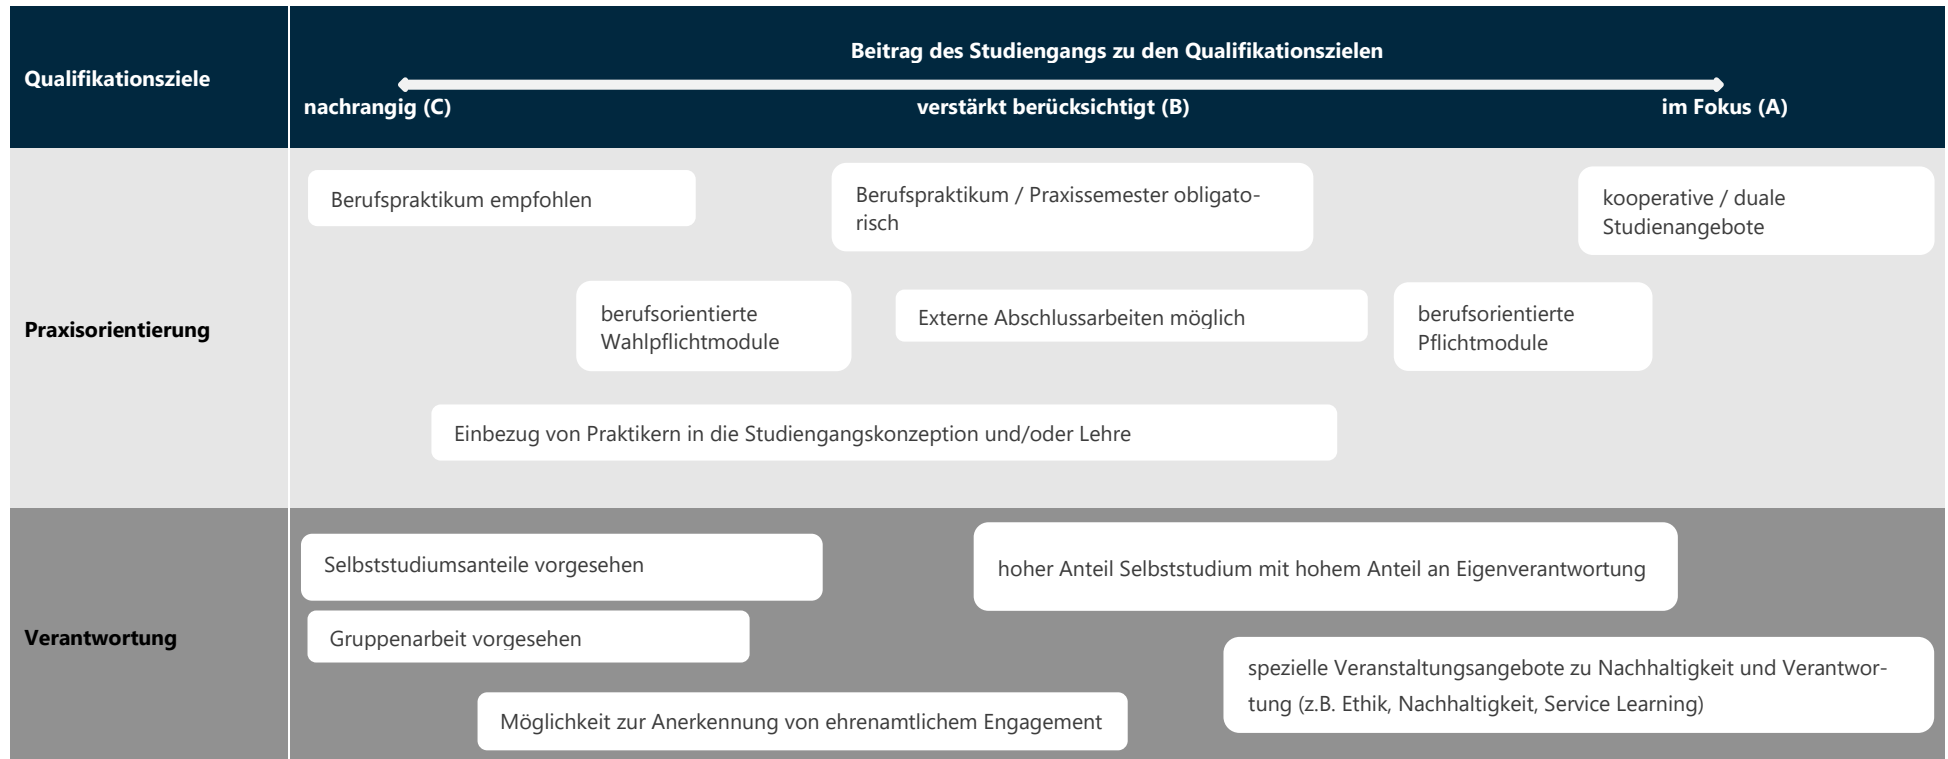 Qualifikationsziele
Beitrag des Studiengangs zu den Qualifikationszielen
nachrangig (C)
verstärkt berücksichtigt (B)
im Fokus (A)
Praxisorientierung
Berufspraktikum empfohlen
Berufspraktikum / Praxissemester obligato-
risch
kooperative / duale
Studienangebote
berufsorientierte
Wahlpflichtmodule
Externe Abschlussarbeiten möglich
berufsorientierte
Pflichtmodule
Einbezug von Praktikern in die Studiengangskonzeption und/oder Lehre
Verantwortung
Selbststudiumsanteile vorgesehen
hoher Anteil Selbststudium mit hohem Anteil an Eigenverantwortung
Gruppenarbeit vorgesehen
spezielle Veranstaltungsangebote zu Nachhaltigkeit und Verantwor-
tung (z.B. Ethik, Nachhaltigkeit, Service Learning)
Möglichkeit zur Anerkennung von ehrenamtlichem Engagement